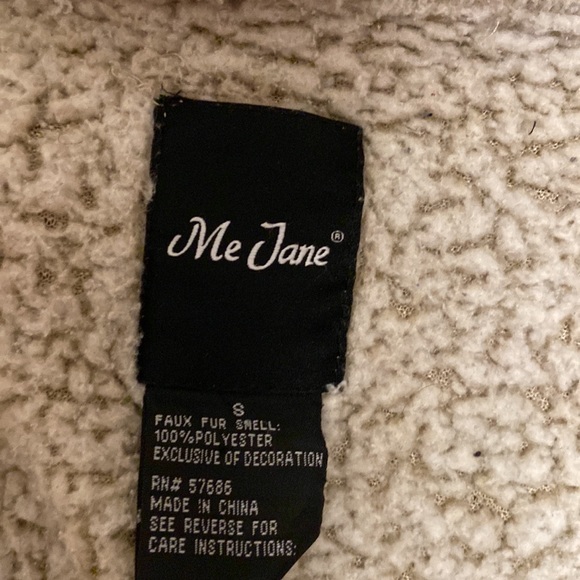 Me Jane®
S
FAUX FUR SMELL:
100%POLYESTER
EXCLUSIVE OF DECORATION
RN# 57686
MADE IN CHINA
SEE REVERSE FOR
CARE INSTRUCTIONS: